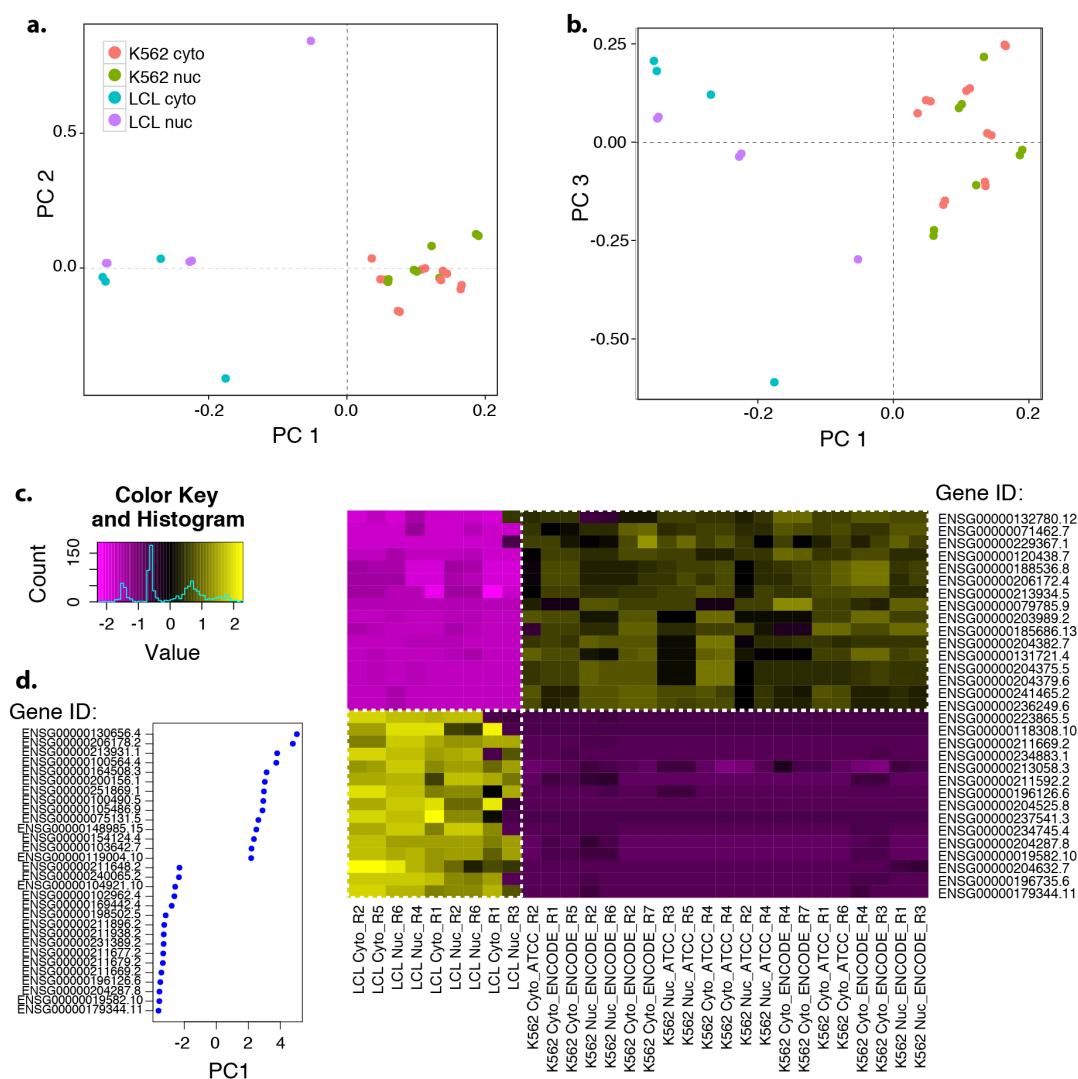 a.
K562 cyto
K562 nuc
LCL cyto
LCL nuc
PC 2
0.5
0.0
-0.2
0.0
0.2
PC 1
b.
PC 3
0.25
0.00
-0.25
-0.50
-0.2
0.0
0.2
PC 1
c.
Color Key
and Histogram
Count
0
150
-2
-1
0
1
2
Value
Gene ID:
ENSG00000132780.12
ENSG00000071462.7
ENSG00000229367.1
ENSG00000120438.7
ENSG00000188536.8
ENSG00000206172.4
ENSG00000213934.5
ENSG00000079785.9
ENSG00000203989.2
ENSG00000185686.13
ENSG00000204382.7
ENSG00000131721.4
ENSG00000204375.5
ENSG00000204379.6
ENSG00000241465.2
ENSG00000236249.6
ENSG00000223865.5
ENSG00000118308.10
ENSG00000211669.2
ENSG00000234883.1
ENSG00000213058.3
ENSG00000211592.2
ENSG00000196126.6
ENSG00000204525.8
ENSG00000237541.3
ENSG00000234745.4
ENSG00000204287.8
ENSG00000019582.10
ENSG00000204632.7
ENSG00000196735.6
ENSG00000179344.11
LCL Cyto_R2
LCL Cyto_R5
LCL Nuc_R6
LCL Nuc_R4
LCL Cyto_R1
LCL Nuc_R2
LCL Nuc_R6
LCL Cyto_R1
LCL Nuc_R3
K562 Cyto_ATCC_R2
K562 Cyto_ENCODE_R1
K562 Cyto_ENCODE_R5
K562 Nuc_ENCODE_R2
K562 Nuc_ENCODE_R6
K562 Cyto_ENCODE_R2
K562 Cyto_ENCODE_R7
K562 Nuc_ATCC_R3
K562 Nuc_ATCC_R5
K562 Cyto_ATCC_R4
K562 Cyto_ATCC_R4
K562 Nuc_ATCC_R2
K562 Nuc_ATCC_R4
K562 Cyto_ENCODE_R4
K562 Cyto_ENCODE_R7
K562 Cyto_ATCC_R1
K562 Cyto_ATCC_R6
K562 Cyto_ENCODE_R4
K562 Cyto_ENCODE_R3
K562 Nuc_ENCODE_R1
K562 Nuc_ENCODE_R3
d.
Gene ID:
ENSG00000130656.4
ENSG00000206178.2
ENSG00000213931.1
ENSG00000100564.4
ENSG00000164508.3
ENSG00000200156.1
ENSG00000251869.1
ENSG00000100490.5
ENSG00000105486.9
ENSG00000075131.5
ENSG00000148985.15
ENSG00000154124.4
ENSG00000103642.7
ENSG00000119004.10
ENSG00000211648.2
ENSG00000240065.2
ENSG00000104921.10
ENSG00000102962.4
ENSG00000169442.4
ENSG00000198502.5
ENSG00000211896.2
ENSG00000211938.2
ENSG00000231389.2
ENSG00000211677.2
ENSG00000211679.2
ENSG00000211669.2
ENSG00000196126.6
ENSG00000204287.8
ENSG00000019582.10
ENSG00000179344.11
-2
0
2
4
PC1